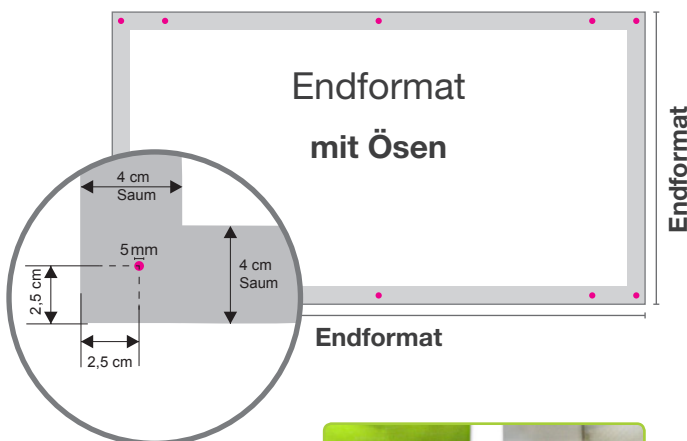 Endformat
mit Ösen
Endformat
4 cm
Saum
5 mm
4 cm
Saum
2,5 cm
2,5 cm
Endformat